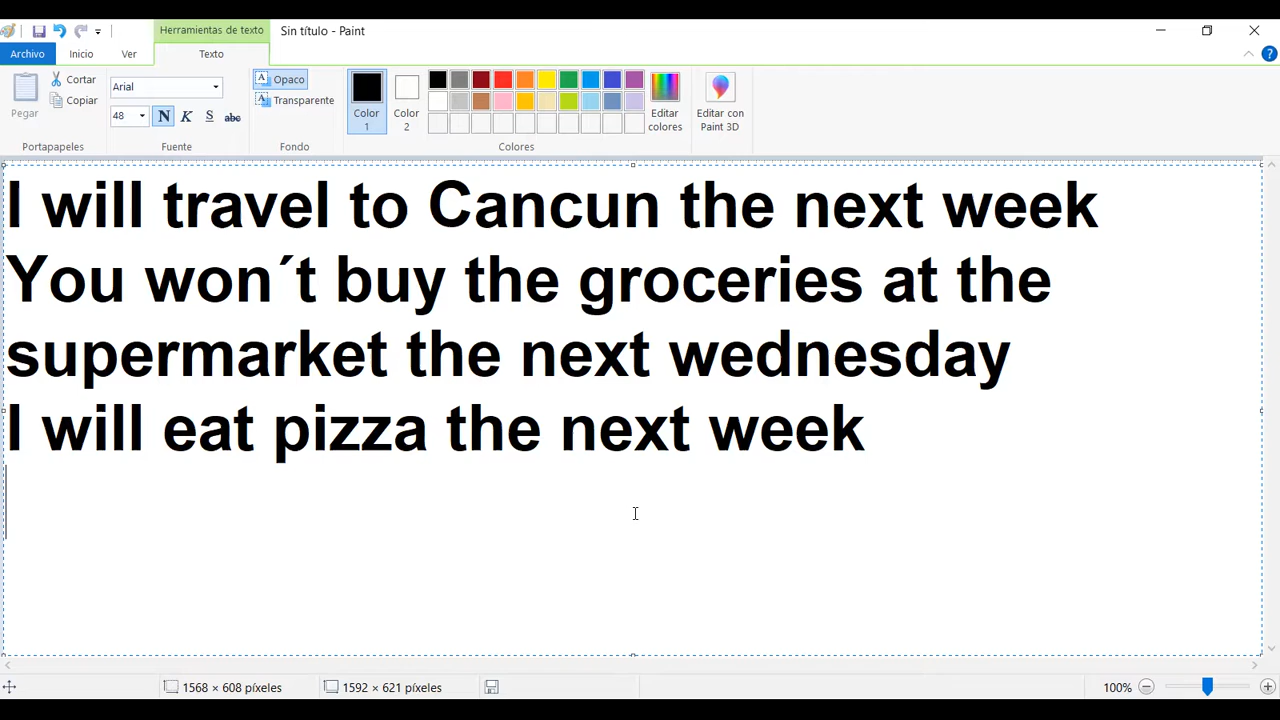 Herramientas de texto
Sin título - Paint
Archivo
Inicio
Ver
Texto
Pegar
Cortar
Copiar
Portapapeles
Arial
48
N K S abc
Fuente
A Opaco
A Transparente
Fondo
Color 1
Color 2
Editar colores
Colores
Editar con Paint 3D
I will travel to Cancun the next week
You won´t buy the groceries at the
supermarket the next wednesday
I will eat pizza the next week
1568 × 608 píxeles
1592 × 621 píxeles
100%